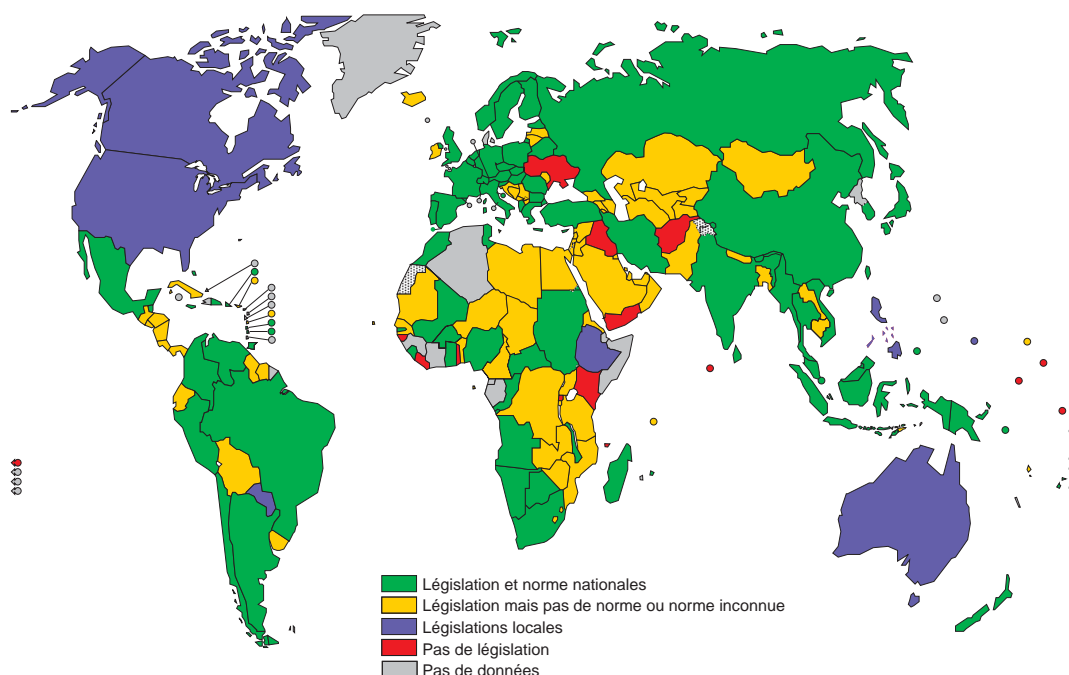 Législation et norme nationales
Législation mais pas de norme ou norme inconnue
Législations locales
Pas de législation
Pas de données